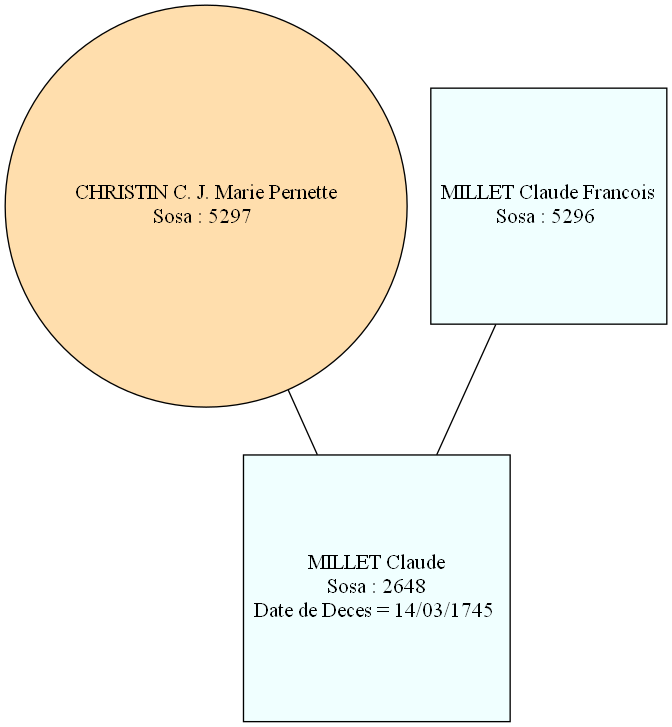 CHRISTIN C. J. Marie Pernette
Sosa : 5297
MILLET Claude Francois
Sosa : 5296
MILLET Claude
Sosa : 2648
Date de Deces = 14/03/1745